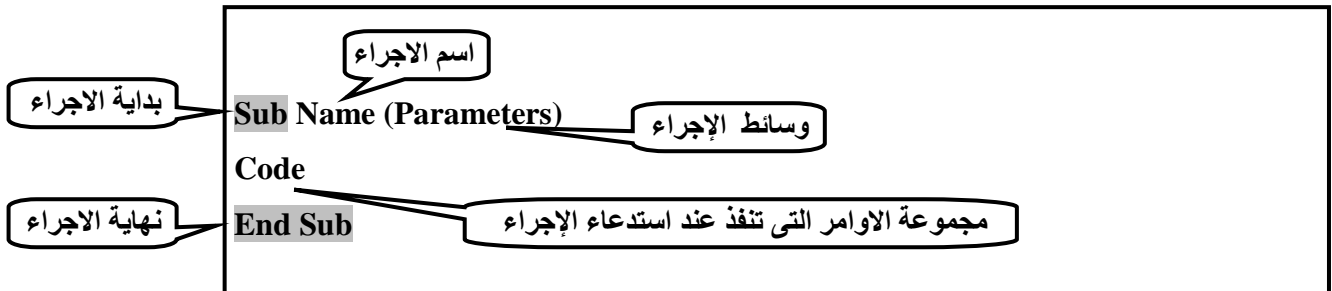 اسم الاجراء
بداية الاجراء
Sub Name (Parameters)
وسائط الإجراء
Code
نهاية الاجراء
End Sub
مجموعة الاوامر التى تنفذ عند استدعاء الإجراء